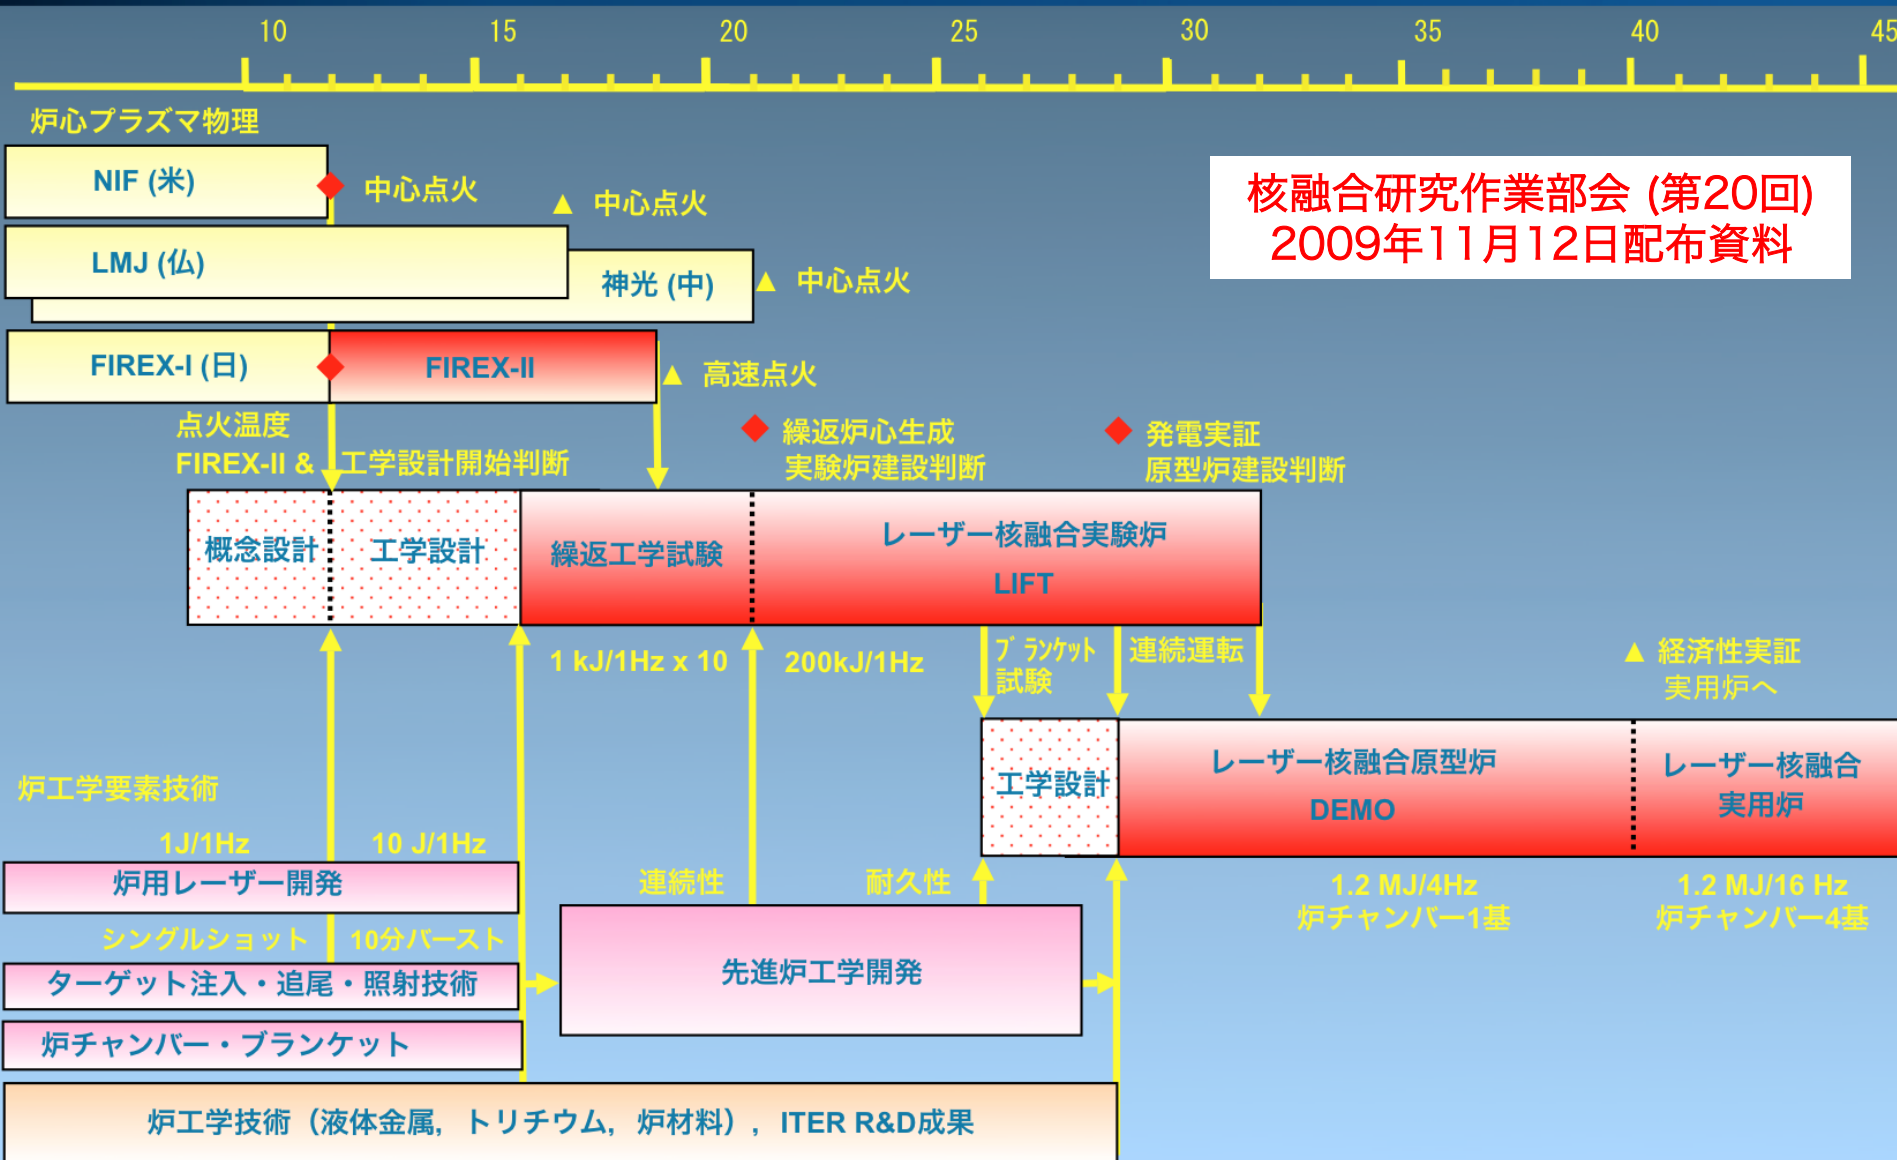 10 15 20 25 30 35 40 45
炉心プラズマ物理
NIF (米)
中心点火
▲ 中心点火
LMJ (仏)
神光 (中)
▲ 中心点火
核融合研究作業部会 (第20回)
2009年11月12日配布資料
FIREX-I (日)
FIREX-II
▲ 高速点火
点火温度
FIREX-II & 工学設計開始判断
繰返炉心生成
実験炉建設判断
発電実証
原型炉建設判断
概念設計
工学設計
繰返工学試験
レーザー核融合実験炉
LIFT
1 kJ/1Hz x 10
200kJ/1Hz
ﾌﾞﾗﾝｹｯﾄ
試験
連続運転
▲ 経済性実証
実用炉へ
工学設計
レーザー核融合原型炉
DEMO
レーザー核融合
実用炉
炉工学要素技術
1J/1Hz
10 J/1Hz
炉用レーザー開発
連続性
耐久性
1.2 MJ/4Hz
炉チャンバー1基
1.2 MJ/16 Hz
炉チャンバー4基
シングルショット
10分バースト
ターゲット注入・追尾・照射技術
先進炉工学開発
炉チャンバー・ブランケット
炉工学技術（液体金属，トリチウム，炉材料），ITER R&D成果